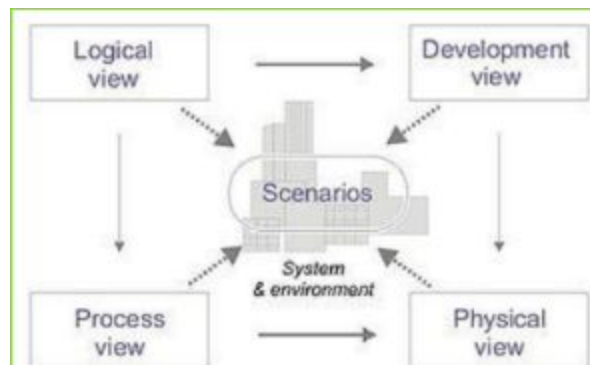 Logical
view
Development
view
Scenarios
System
& environment
Process
view
Physical
view